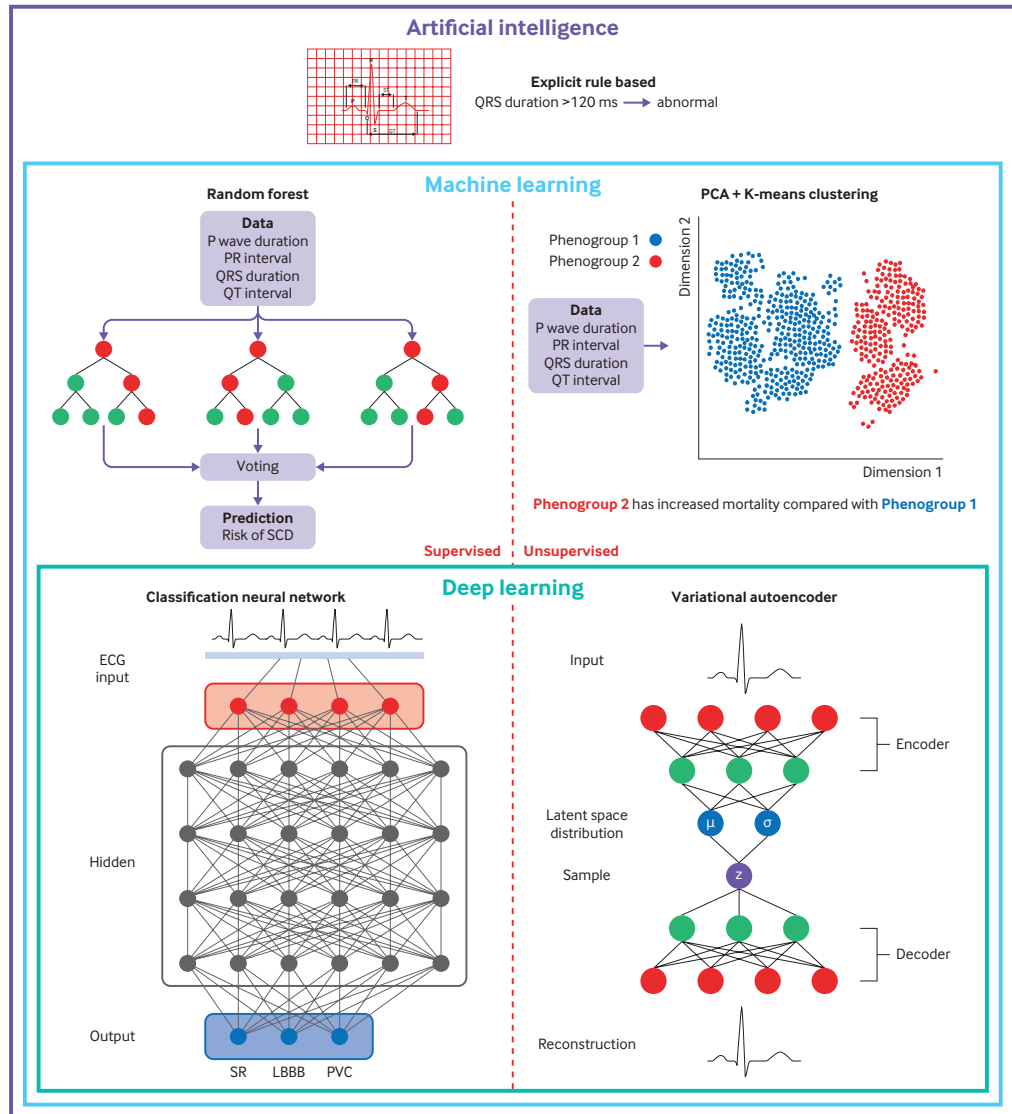 Artificial intelligence
R
PR
ST
P
T
Q
S
QT
Explicit rule based
QRS duration >120 ms → abnormal
Machine learning
Random forest
Data
P wave duration
PR interval
QRS duration
QT interval
Voting
Prediction
Risk of SCD
PCA + K-means clustering
Phenogroup 1
Phenogroup 2
Data
P wave duration
PR interval
QRS duration
QT interval
Dimension 2
Dimension 1
Phenogroup 2 has increased mortality compared with Phenogroup 1
Supervised
Unsupervised
Deep learning
Classification neural network
ECG
input
Hidden
Output
SR
LBBB
PVC
Variational autoencoder
Input
Encoder
Latent space
distribution
μ
σ
Sample
z
Decoder
Reconstruction